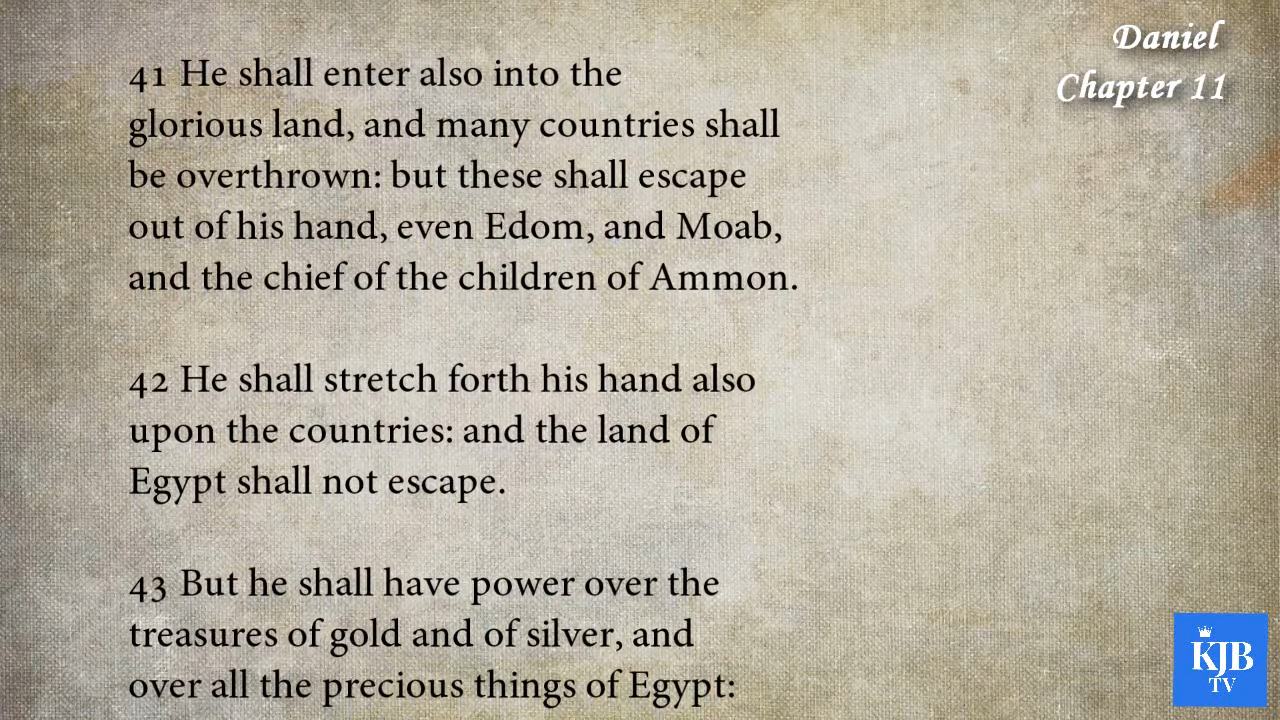 Daniel
Chapter 11
41 He shall enter also into the
glorious land, and many countries shall
be overthrown: but these shall escape
out of his hand, even Edom, and Moab,
and the chief of the children of Ammon.
42 He shall stretch forth his hand also
upon the countries: and the land of
Egypt shall not escape.
43 But he shall have power over the
treasures of gold and of silver, and
over all the precious things of Egypt:
KJB
TV